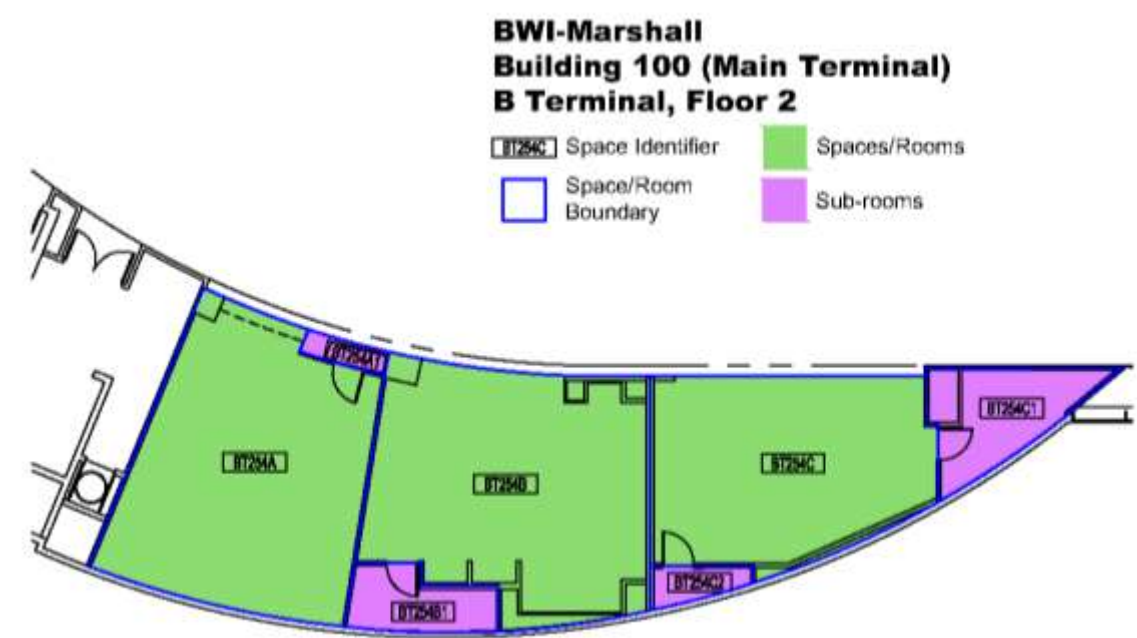 BWI-Marshall
Building 100 (Main Terminal)
B Terminal, Floor 2
BT254C Space Identifier
Spaces/Rooms
Space/Room
Boundary
Sub-rooms
BT254A1
BT254C1
BT254A
BT254B
BT254C
BT254C2
BT254B1